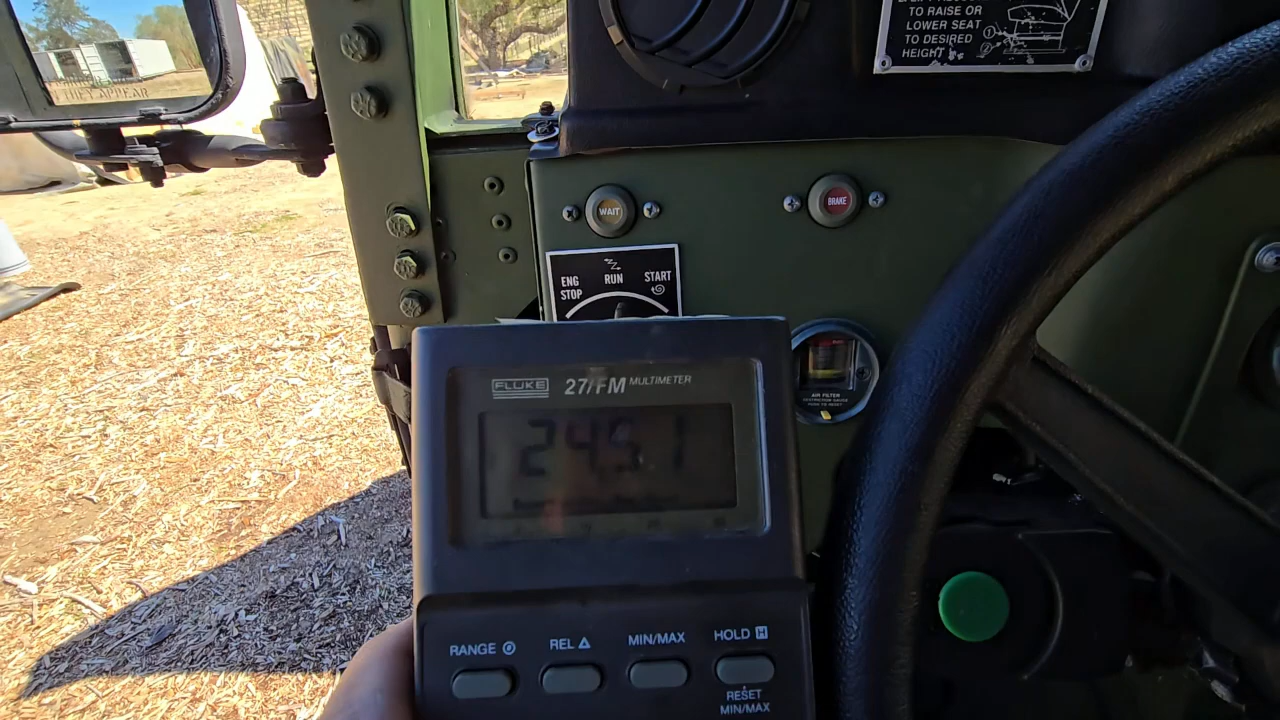 TO RAISE OR
LOWER SEAT
TO DESIRED
HEIGHT
THEY APPEAR
WAIT
BRAKE
ENG
STOP
RUN
START
FLUKE
27/FM MULTIMETER
24.51
AIR FILTER
RANGE
REL △
MIN/MAX
HOLD H
RESET
MIN/MAX